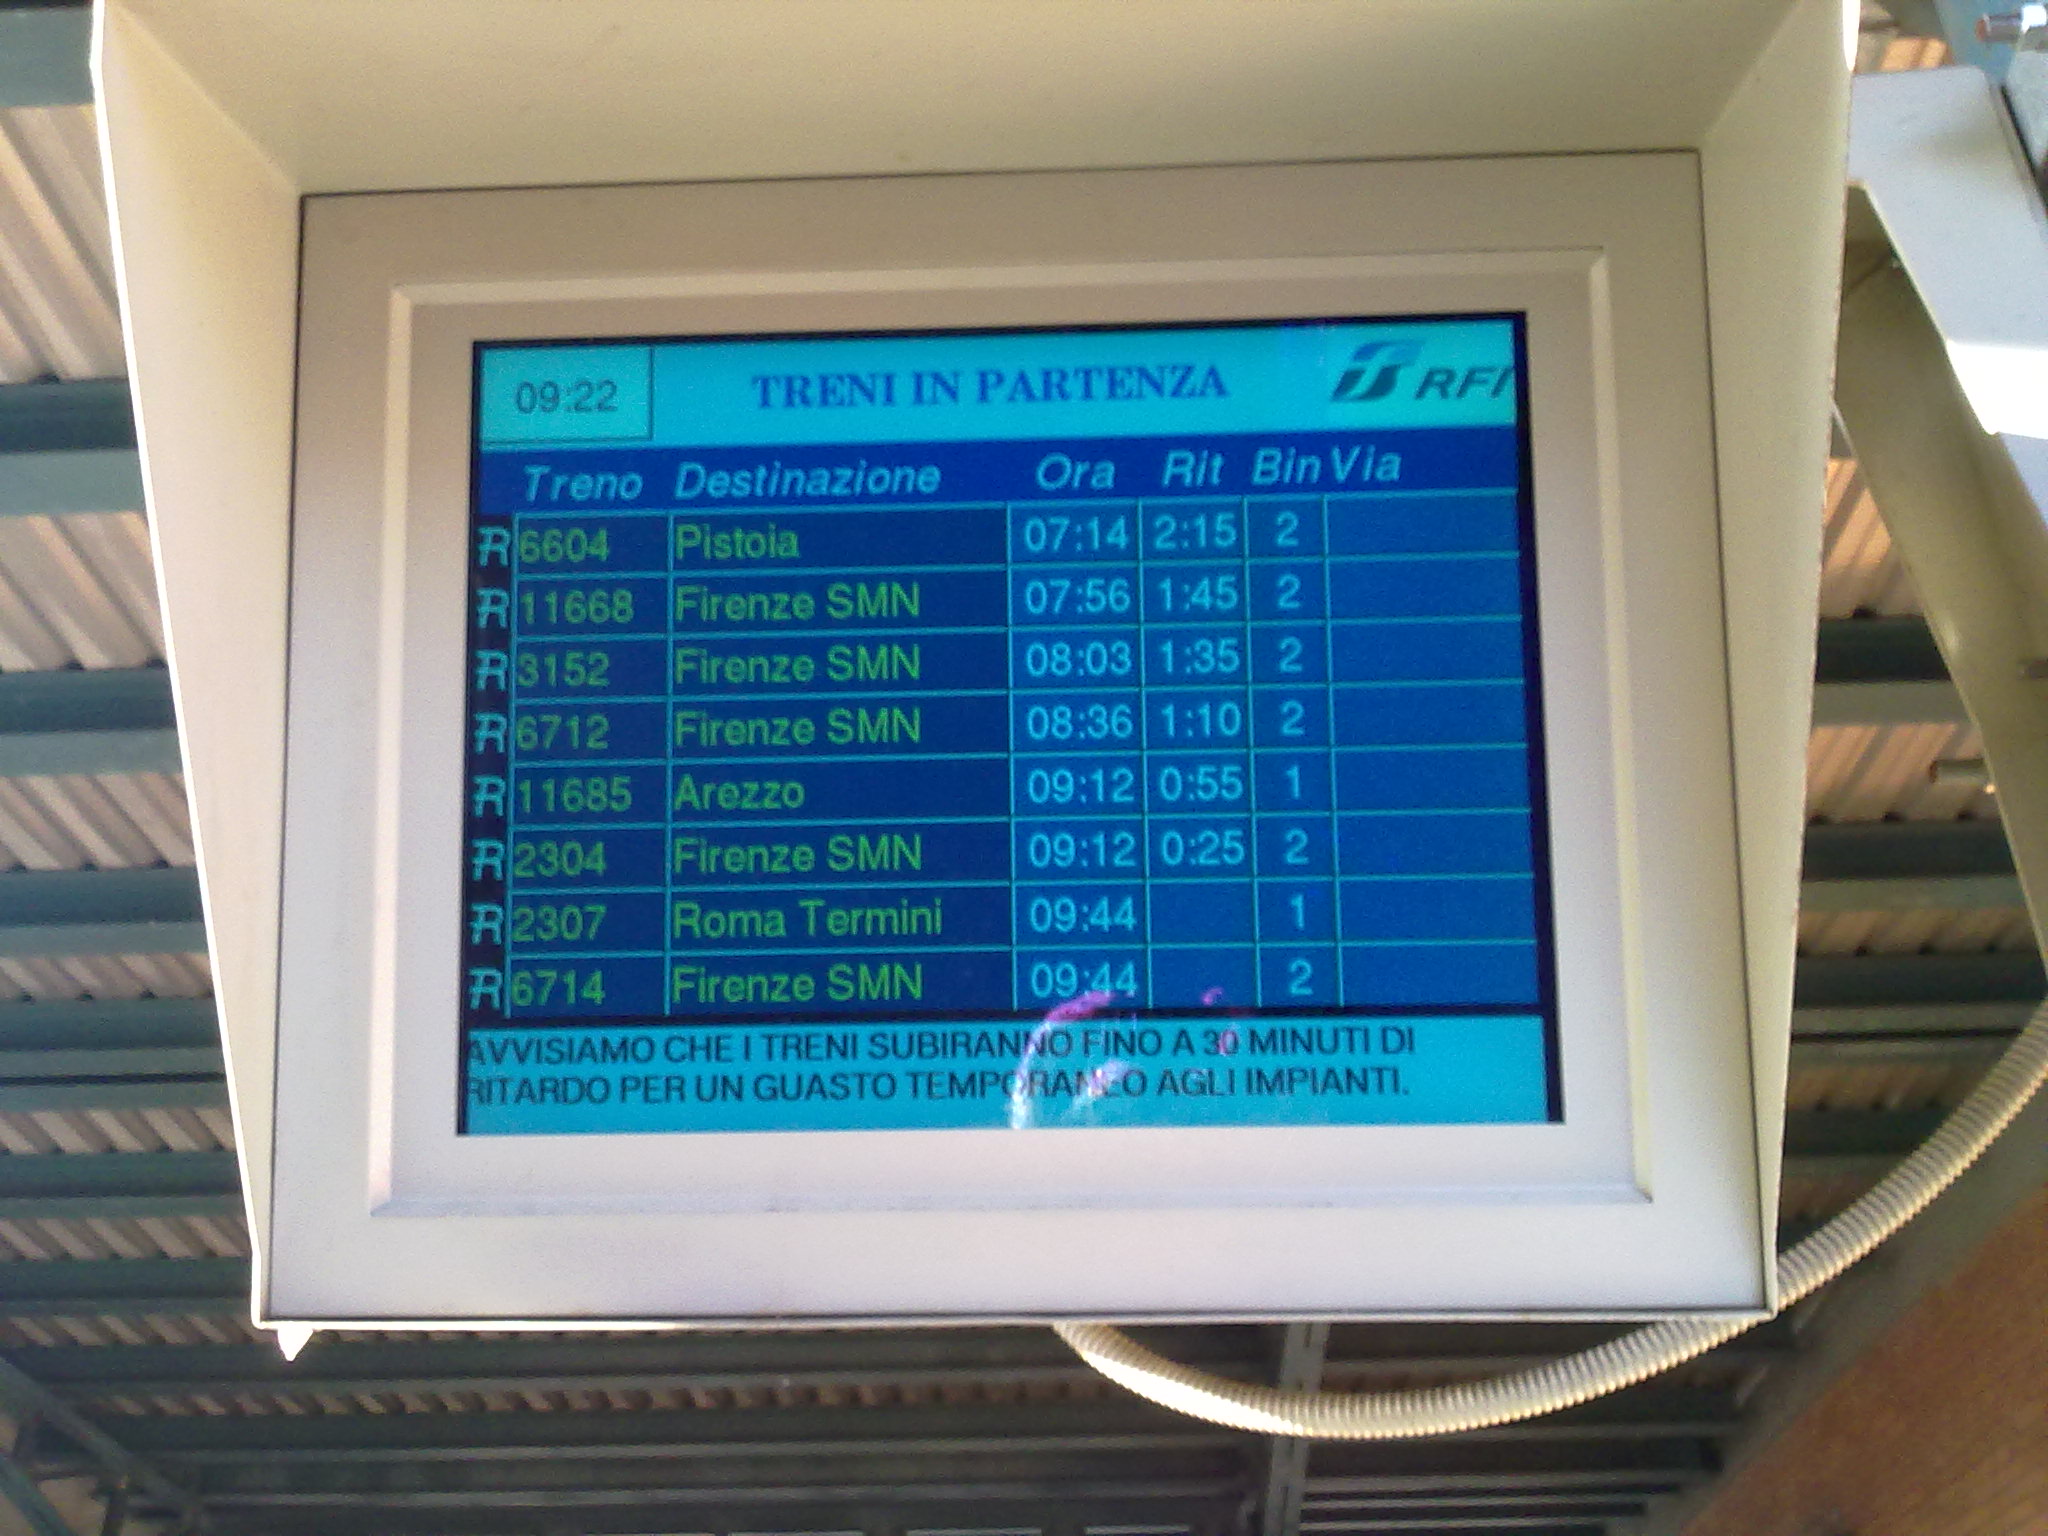 09:22 TRENI IN PARTENZA RFI
Treno Destinazione Ora Rit Bin Via
R 6604 Pistoia 07:14 2:15 2
R 11668 Firenze SMN 07:56 1:45 2
R 3152 Firenze SMN 08:03 1:35 2
R 6712 Firenze SMN 08:36 1:10 2
R 11685 Arezzo 09:12 0:55 1
R 2304 Firenze SMN 09:12 0:25 2
R 2307 Roma Termini 09:44 1
R 6714 Firenze SMN 09:44 2
AVVISIAMO CHE I TRENI SUBIRANNO FINO A 30 MINUTI DI
RITARDO PER UN GUASTO TEMPORANEO AGLI IMPIANTI.